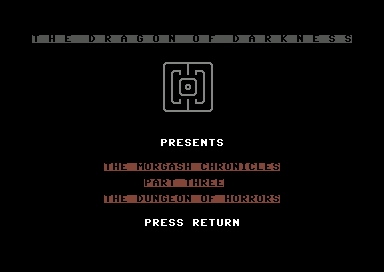 THE DRAGON OF DARKNESS
PRESENTS
THE MORGASH CHRONICLES
PART THREE
THE DUNGEON OF HORRORS
PRESS RETURN